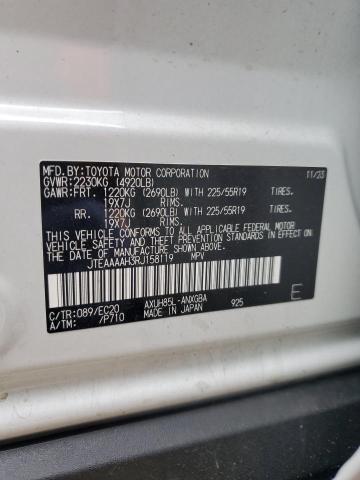 MFD.BY:TOYOTA MOTOR CORPORATION 11/23
GVWR:2230KG (4920LB)
GAWR:FRT. 1220KG (2690LB) WITH 225/55R19 TIRES.
19X7J RIMS.
RR. 1220KG (2690LB) WITH 225/55R19 TIRES.
19X7J RIMS.
THIS VEHICLE CONFORMS TO ALL APPLICABLE FEDERAL MOTOR
VEHICLE SAFETY AND THEFT PREVENTION STANDARDS IN EFFECT ON
THE DATE OF MANUFACTURE SHOWN ABOVE.
JTEAAAAH3RJ158119 MPV
C/TR:089/EC20 AXUH85L-ANXGBA 925 E
A/TM: /P710 MADE IN JAPAN